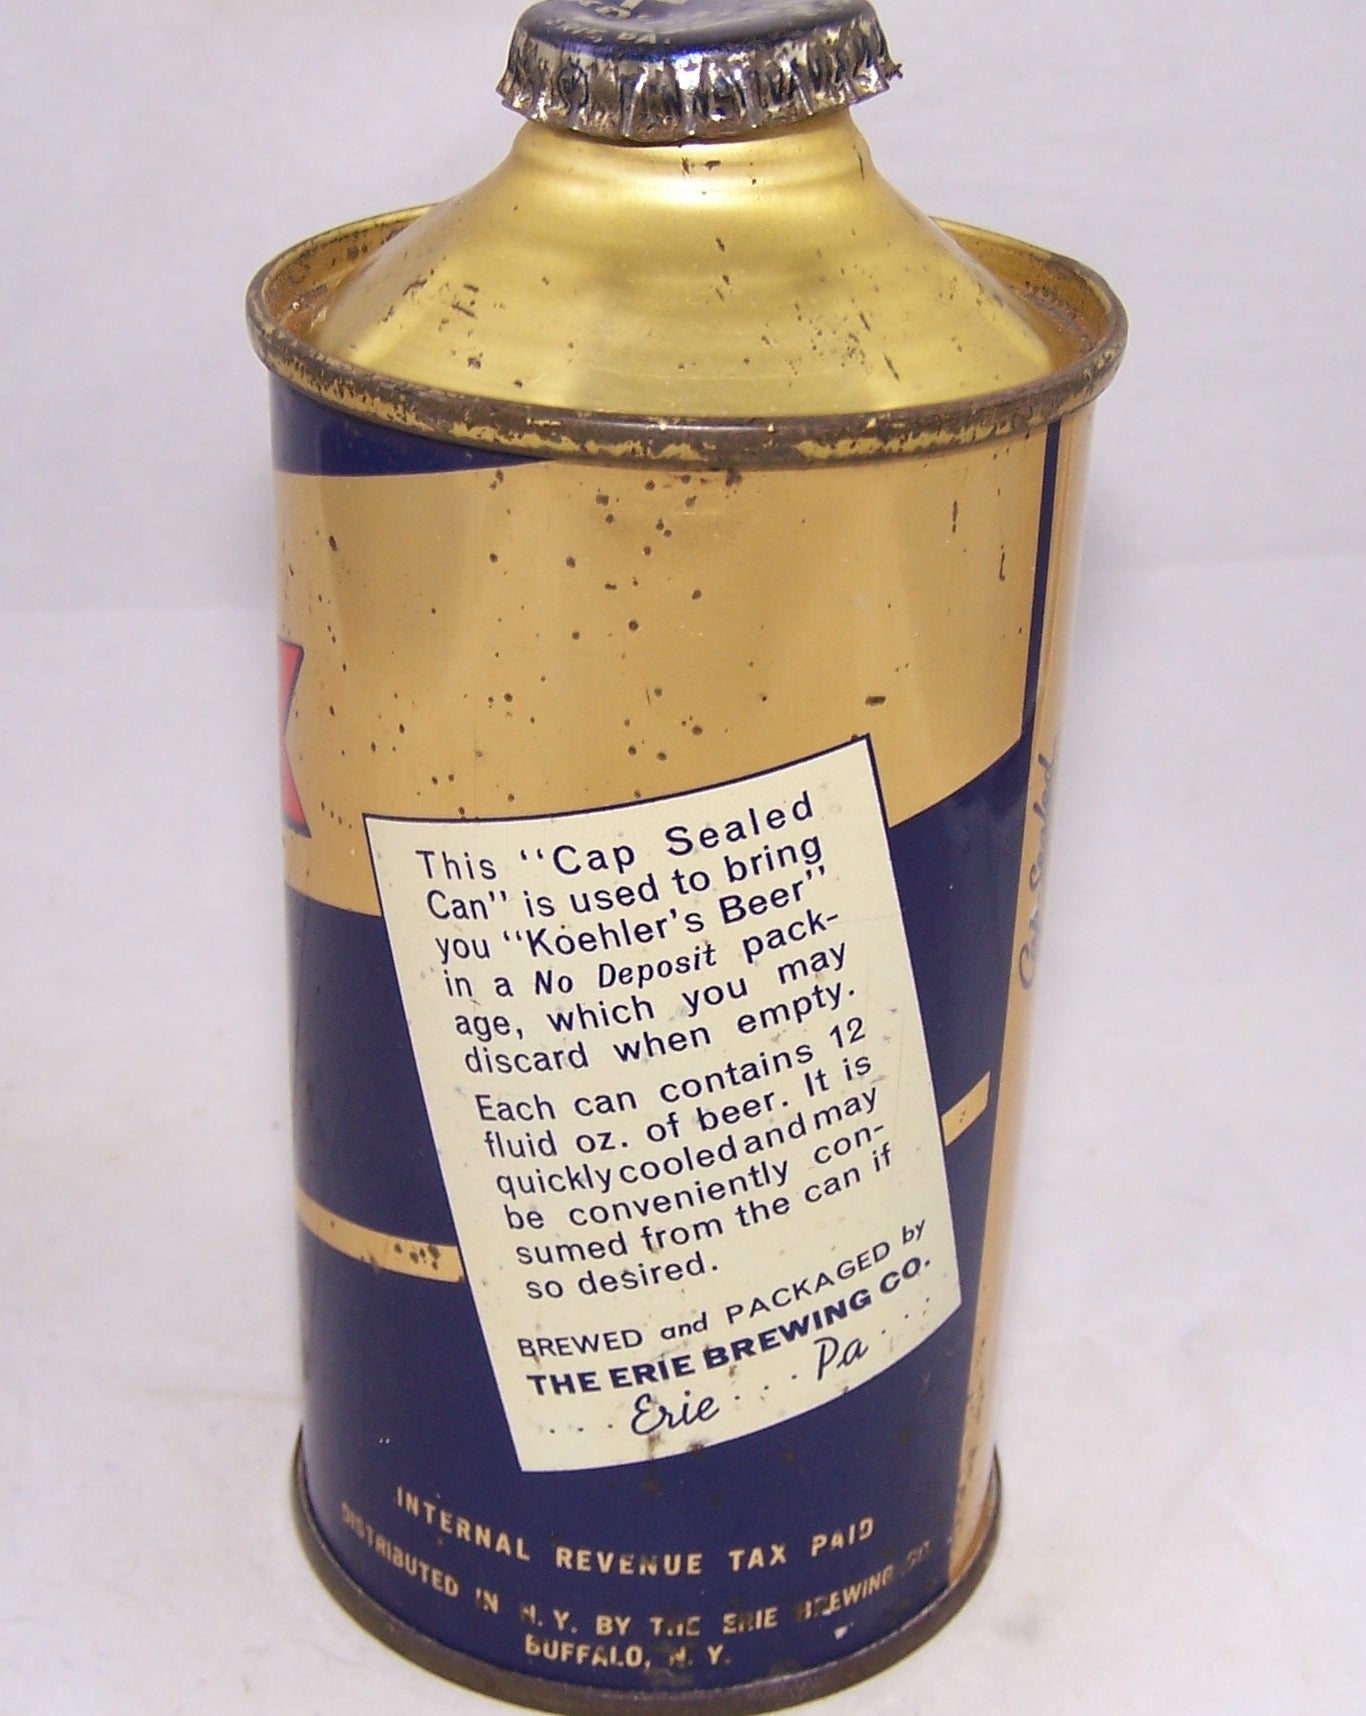 PENNSYLVANIA
This "Cap Sealed
Can" is used to bring
you "Koehler's Beer"
in a No Deposit pack-
age, which you may
discard when empty.
Each can contains 12
fluid oz. of beer. It is
quickly cooled and may
be conveniently con-
sumed from the can if
so desired.
BREWED and PACKAGED by
THE ERIE BREWING CO.
.... Erie .... Pa ....
INTERNAL REVENUE TAX PAID
DISTRIBUTED IN N. Y. BY THE ERIE BREWING CO.
BUFFALO, N. Y.
Cap Sealed